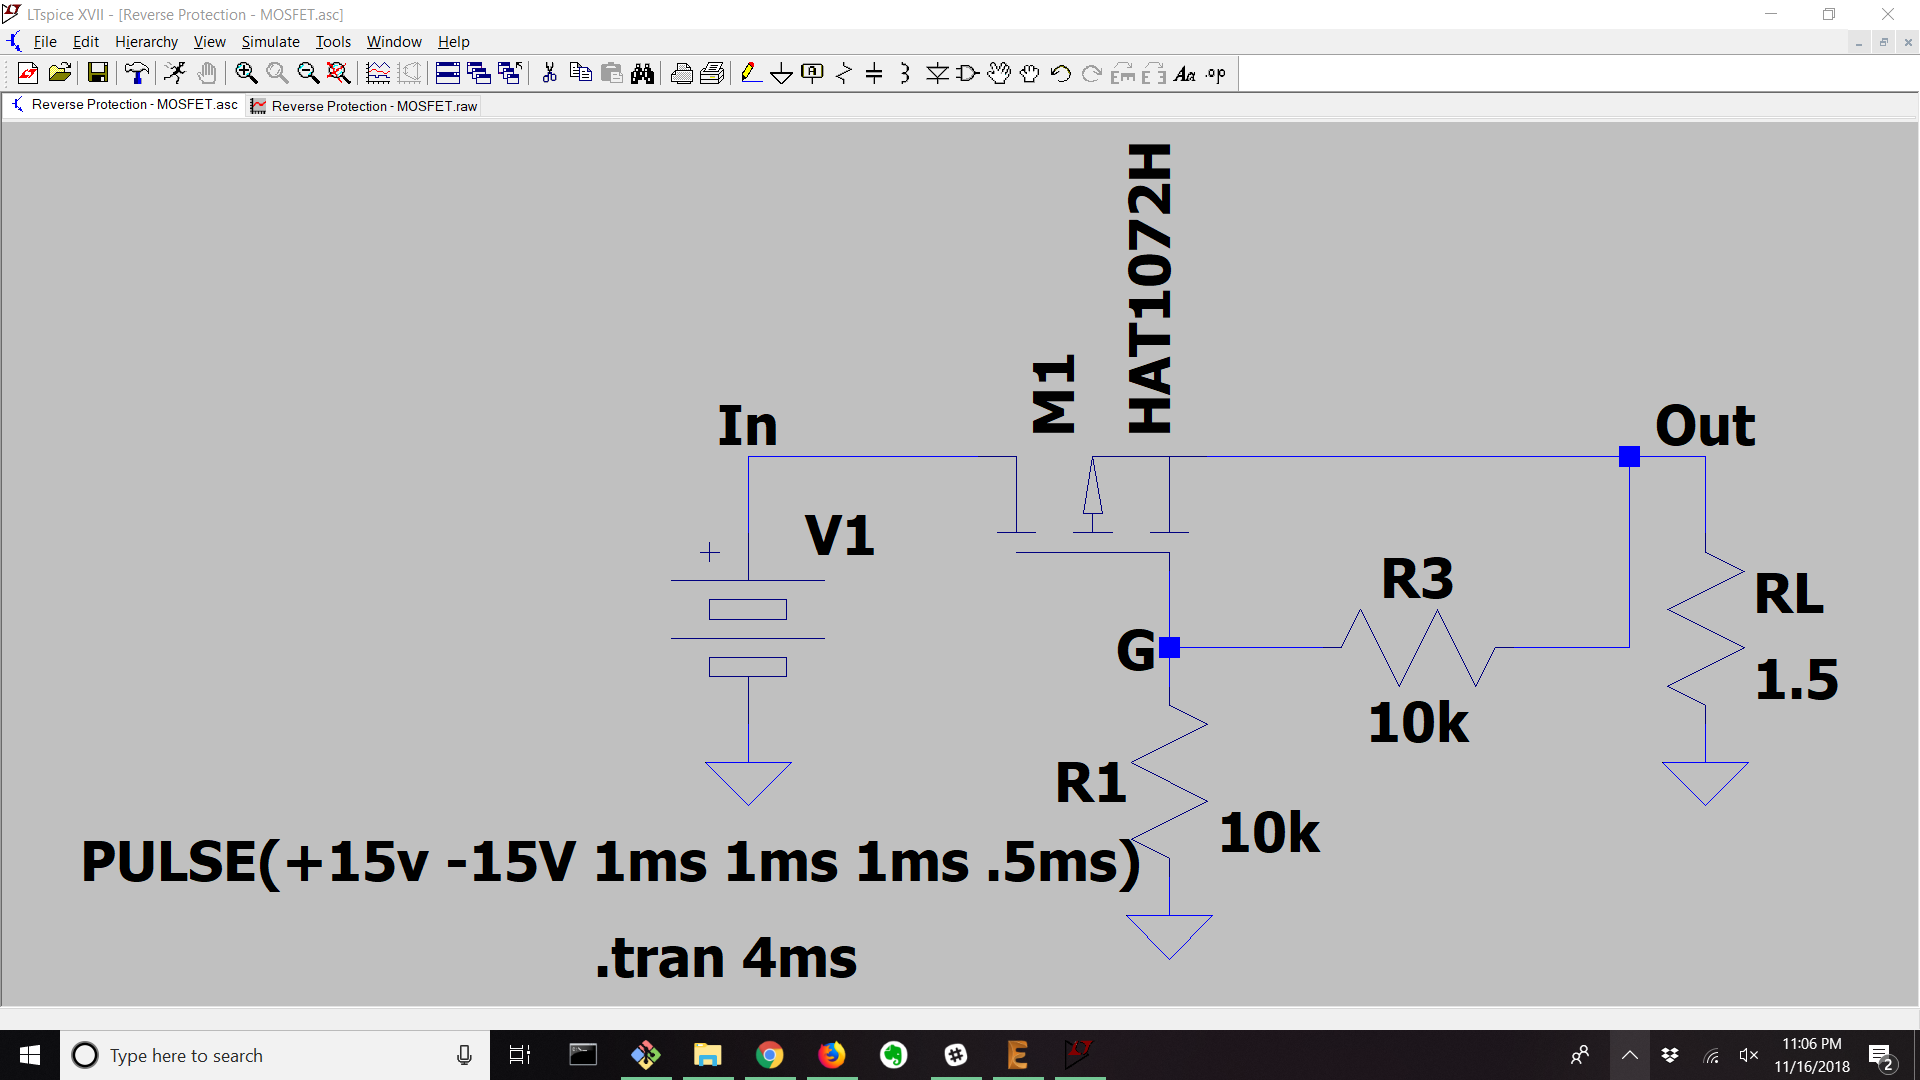 LTspice XVII - [Reverse Protection - MOSFET.asc]
File Edit Hierarchy View Simulate Tools Window Help
Aa .op
Reverse Protection - MOSFET.asc Reverse Protection - MOSFET.raw
HAT1072H
M1
In
Out
V1
R3
RL
G
1.5
10k
R1
10k
PULSE(+15v -15V 1ms 1ms 1ms .5ms)
.tran 4ms
Type here to search
11:06 PM
11/16/2018
2